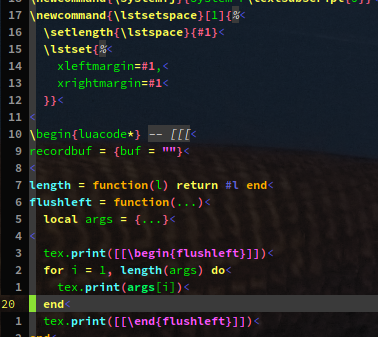 17 \newcommand{\lstsetspace}[1]{%<
16 \setlength{\lstspace}{#1}<
15 \lstset{%<
14 xleftmargin=#1,<
13 xrightmargin=#1<
12 }}<
11 <
10 \begin{luacode*} -- [[[<
9 recordbuf = {buf = ""}<
8 <
7 length = function(l) return #l end<
6 flushleft = function(...)<
5 local args = {...}<
4 <
3 tex.print([[\begin{flushleft}]])<
2 for i = 1, length(args) do<
1 tex.print(args[i])<
20 end<
1 tex.print([[\end{flushleft}]])<